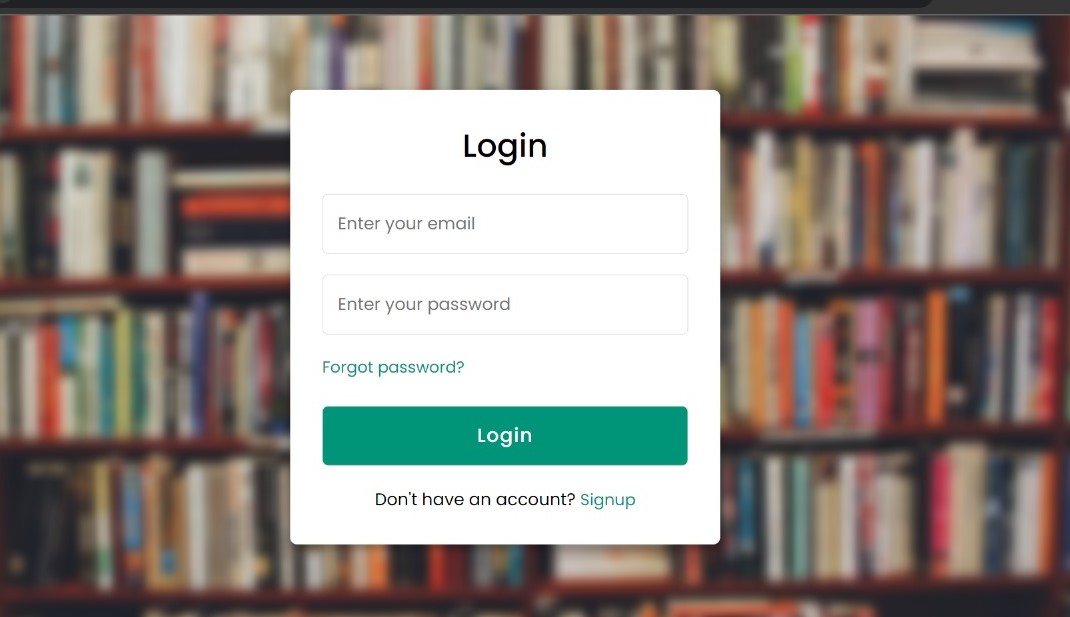 Login
Enter your email
Enter your password
Forgot password?
Login
Don't have an account? Signup